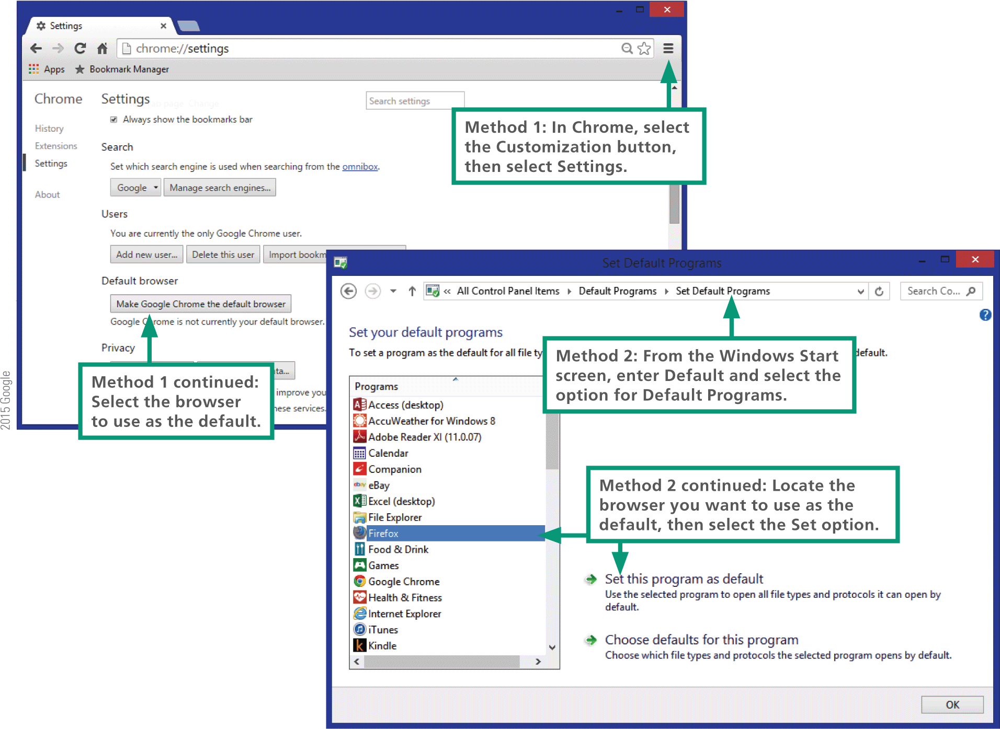 Settings
chrome://settings
Apps
Bookmark Manager
Chrome
Settings
tab page Change
Search settings
Always show the bookmarks bar
History
Extensions
Settings
About
Search
Set which search engine is used when searching from the omnibox.
Google
Manage search engines...
Users
You are currently the only Google Chrome user.
Add new user...
Delete this user
Import bookm
Default browser
Make Google Chrome the default browser
Google Chrome is not currently your default browser.
Privacy
ta...
improve you
hese services.
Method 1: In Chrome, select
the Customization button,
then select Settings.
Method 1 continued:
Select the browser
to use as the default.
2015 Google
Set Default Programs
« All Control Panel Items
Default Programs
Set Default Programs
Search Co...
?
Set your default programs
To set a program as the default for all file ty
default.
Method 2: From the Windows Start
screen, enter Default and select the
option for Default Programs.
Programs
Access (desktop)
AccuWeather for Windows 8
Adobe Reader XI (11.0.07)
Calendar
Companion
eBay
Excel (desktop)
File Explorer
Firefox
Food & Drink
Games
Google Chrome
Health & Fitness
Internet Explorer
iTunes
Kindle
Method 2 continued: Locate the
browser you want to use as the
default, then select the Set option.
Set this program as default
Use the selected program to open all file types and protocols it can open by
default.
Choose defaults for this program
Choose which file types and protocols the selected program opens by default.
OK